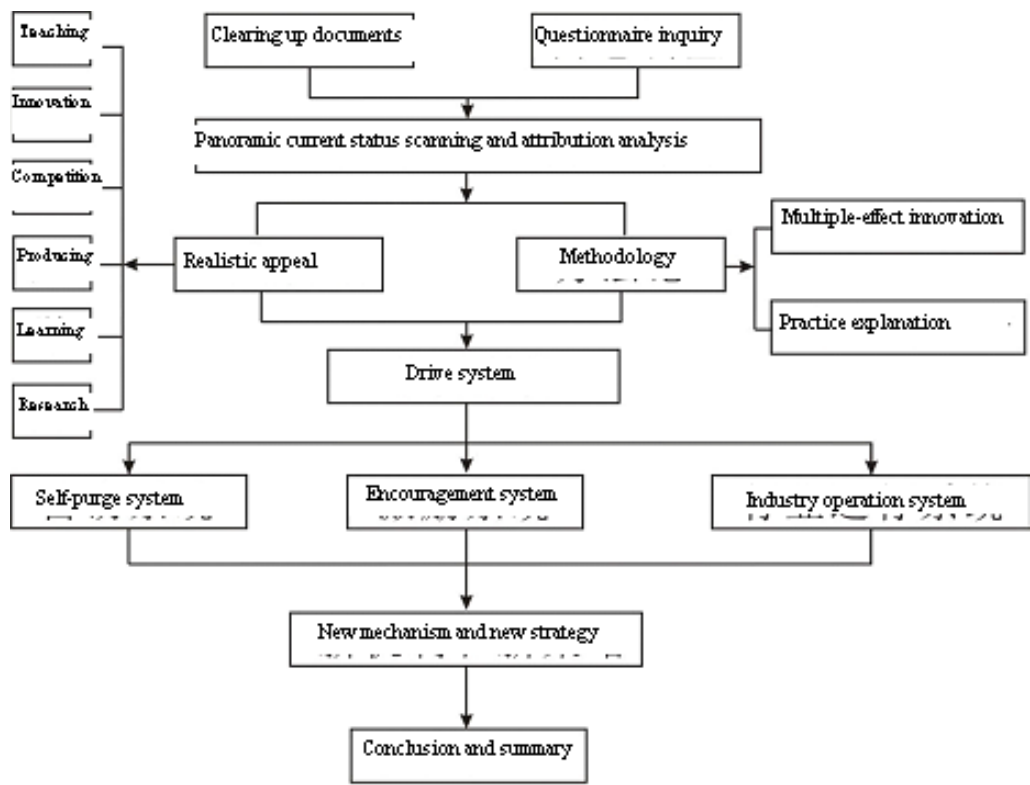 Teaching
Clearing up documents
Questionnaire inquiry
Innovation
Panoramic current status scanning and attribution analysis
Competition
Multiple-effect innovation
Producing
Realistic appeal
Methodology
Learning
Practice explanation
Drive system
Research
Self-purge system
Encouragement system
Industry operation system
New mechanism and new strategy
Conclusion and summary